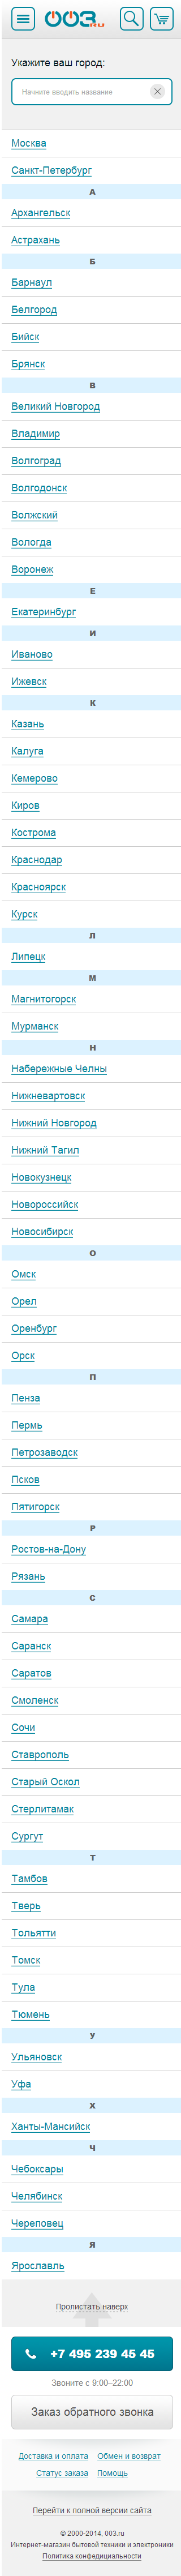 003.ru
Укажите ваш город:
Начните вводить название
Москва
Санкт-Петербург
А
Архангельск
Астрахань
Б
Барнаул
Белгород
Бийск
Брянск
В
Великий Новгород
Владимир
Волгоград
Волгодонск
Волжский
Вологда
Воронеж
Е
Екатеринбург
И
Иваново
Ижевск
К
Казань
Калуга
Кемерово
Киров
Кострома
Краснодар
Красноярск
Курск
Л
Липецк
М
Магнитогорск
Мурманск
Н
Набережные Челны
Нижневартовск
Нижний Новгород
Нижний Тагил
Новокузнецк
Новороссийск
Новосибирск
О
Омск
Орел
Оренбург
Орск
П
Пенза
Пермь
Петрозаводск
Псков
Пятигорск
Р
Ростов-на-Дону
Рязань
С
Самара
Саранск
Саратов
Смоленск
Сочи
Ставрополь
Старый Оскол
Стерлитамак
Сургут
Т
Тамбов
Тверь
Тольятти
Томск
Тула
Тюмень
У
Ульяновск
Уфа
Х
Ханты-Мансийск
Ч
Чебоксары
Челябинск
Череповец
Я
Ярославль
Пролистать наверх
+7 495 239 45 45
Звоните с 9:00–22:00
Заказ обратного звонка
Доставка и оплата Обмен и возврат
Статус заказа Помощь
Перейти к полной версии сайта
© 2000-2014, 003.ru
Интернет-магазин бытовой техники и электроники
Политика конфедициальности